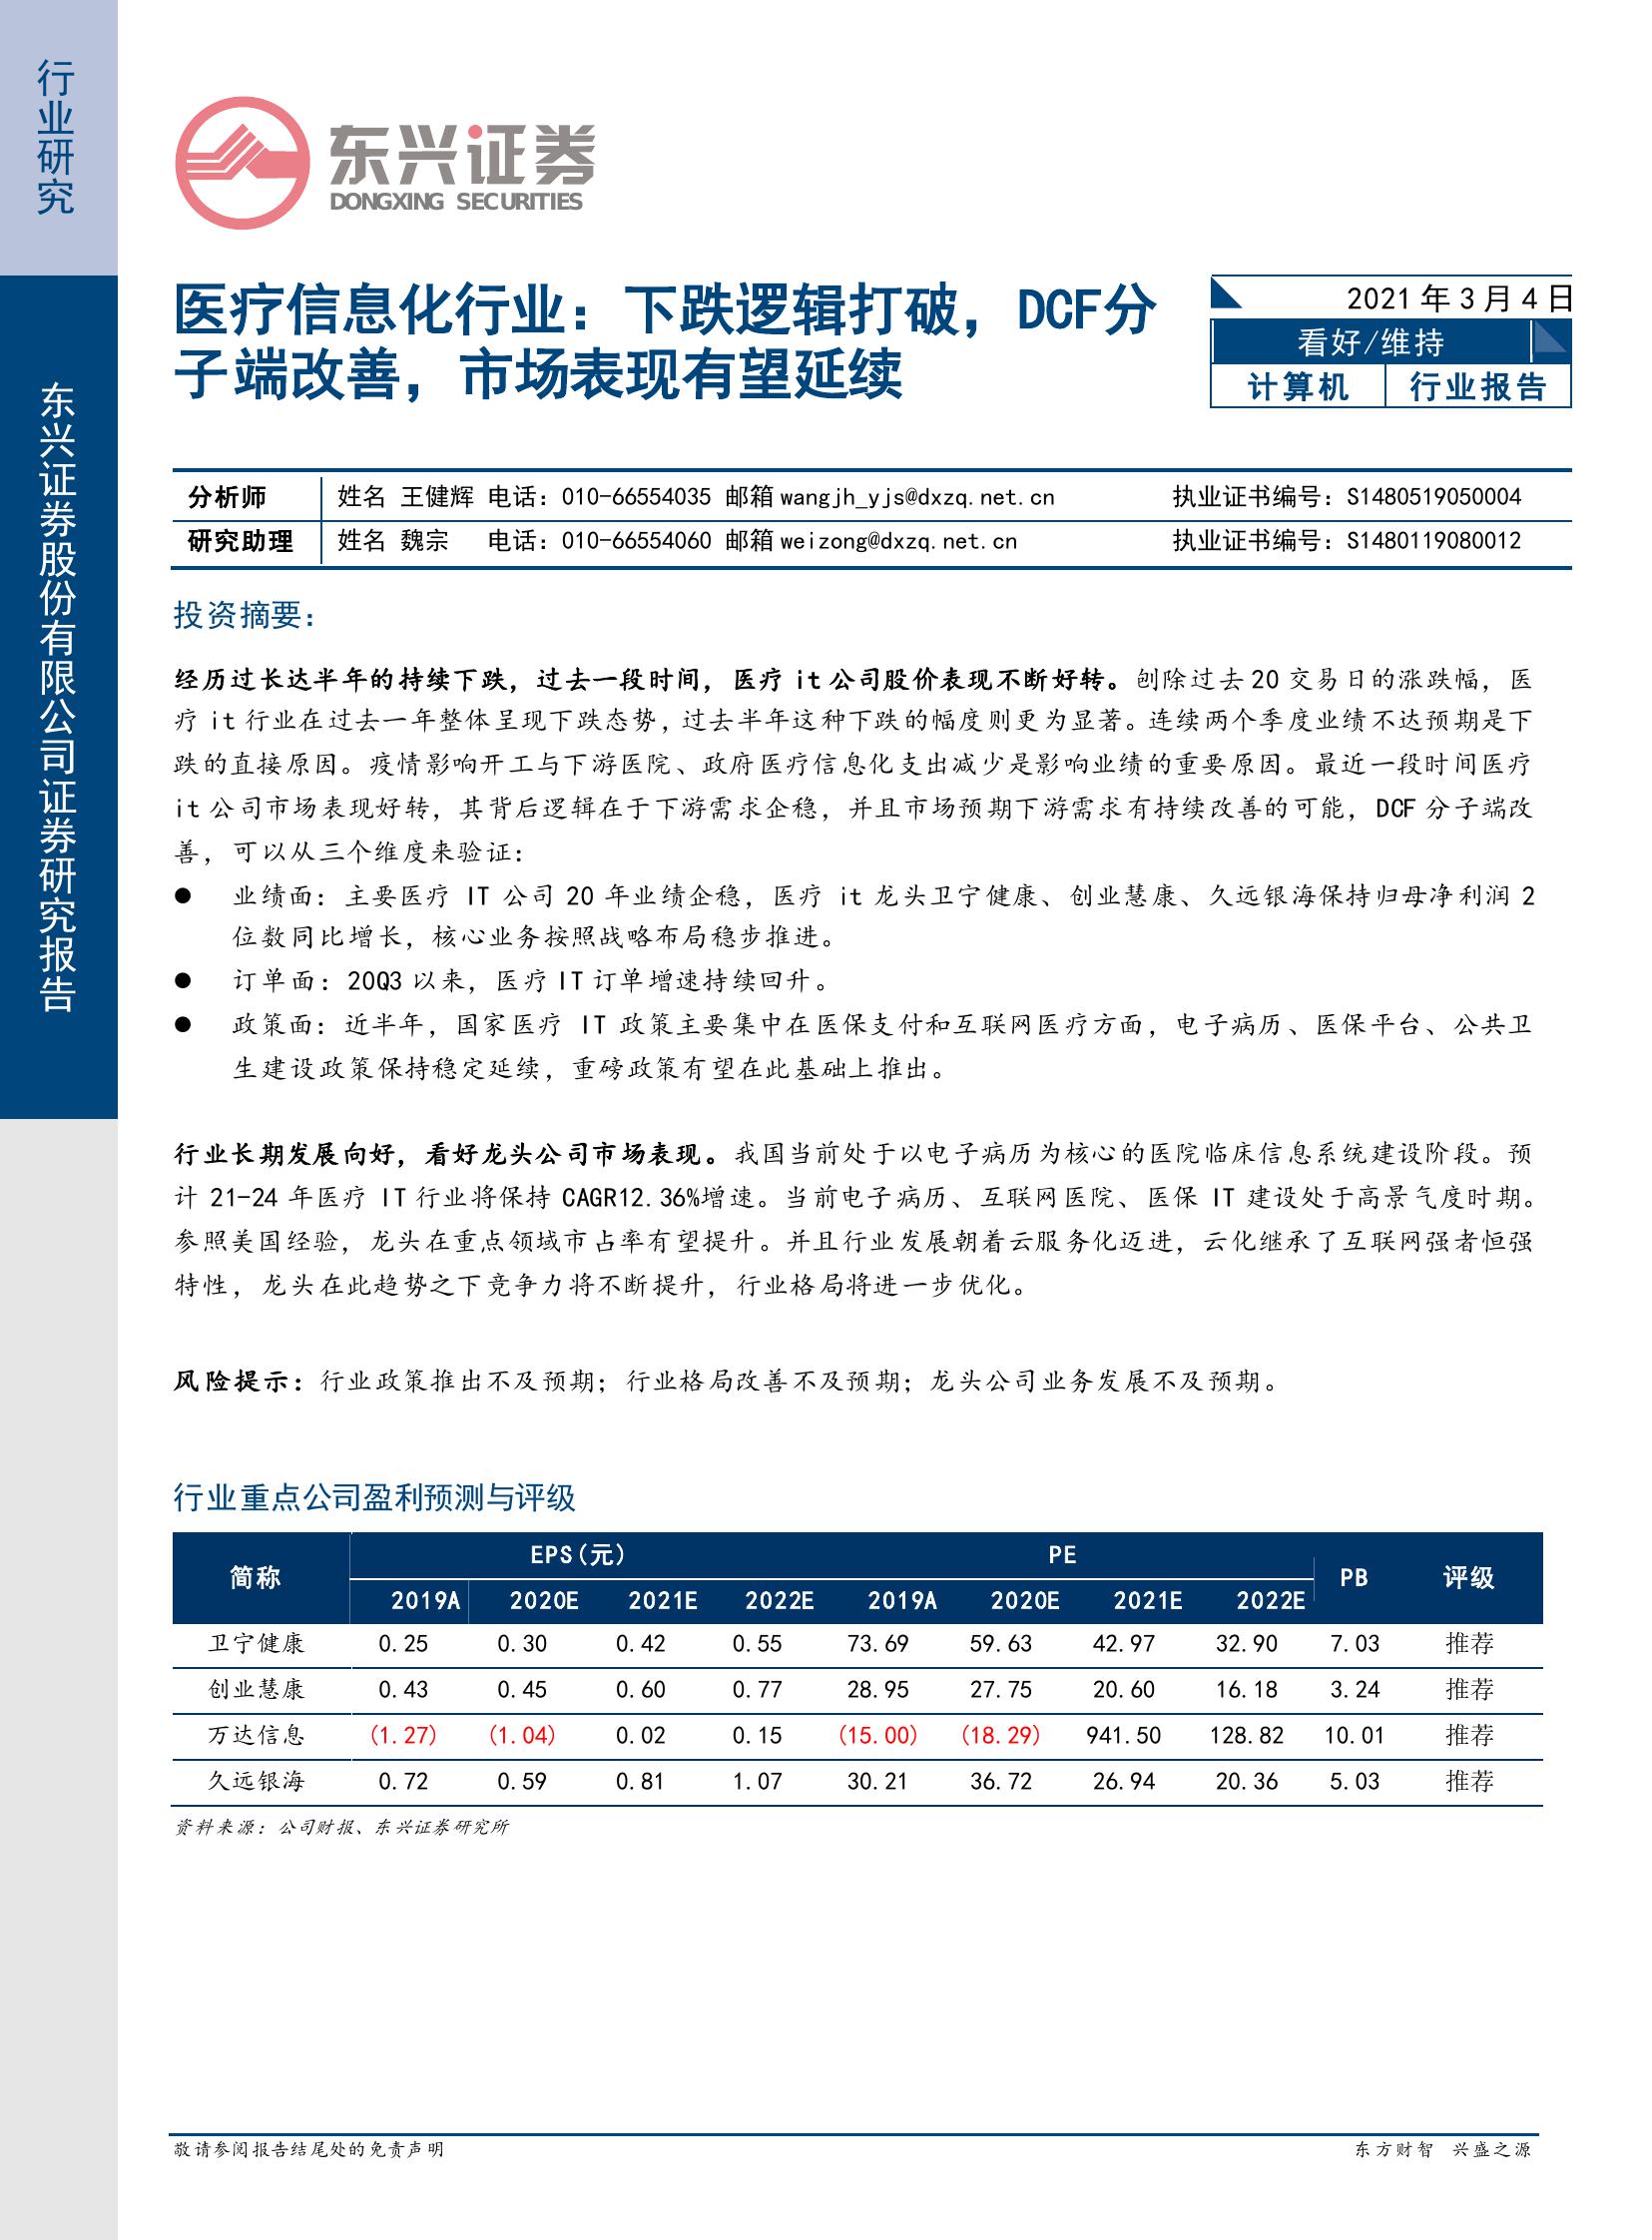 行业研究
东兴证券股份有限公司证券研究报告
东兴证券
DONGXING SECURITIES
医疗信息化行业：下跌逻辑打破，DCF分
子端改善，市场表现有望延续
2021 年 3 月 4 日
看好/维持
计算机 行业报告
分析师 姓名 王健辉 电话：010-66554035 邮箱 wangjh_yjs@dxzq.net.cn 执业证书编号：S1480519050004
研究助理 姓名 魏宗 电话：010-66554060 邮箱 weizong@dxzq.net.cn 执业证书编号：S1480119080012
投资摘要：
经历过长达半年的持续下跌，过去一段时间，医疗 it 公司股价表现不断好转。刨除过去 20 交易日的涨跌幅，医
疗 it 行业在过去一年整体呈现下跌态势，过去半年这种下跌的幅度则更为显著。连续两个季度业绩不达预期是下
跌的直接原因。疫情影响开工与下游医院、政府医疗信息化支出减少是影响业绩的重要原因。最近一段时间医疗
it 公司市场表现好转，其背后逻辑在于下游需求企稳，并且市场预期下游需求有持续改善的可能，DCF 分子端改
善，可以从三个维度来验证：
● 业绩面：主要医疗 IT 公司 20 年业绩企稳，医疗 it 龙头卫宁健康、创业慧康、久远银海保持归母净利润 2
位数同比增长，核心业务按照战略布局稳步推进。
● 订单面：20Q3 以来，医疗 IT 订单增速持续回升。
● 政策面：近半年，国家医疗 IT 政策主要集中在医保支付和互联网医疗方面，电子病历、医保平台、公共卫
生建设政策保持稳定延续，重磅政策有望在此基础上推出。
行业长期发展向好，看好龙头公司市场表现。我国当前处于以电子病历为核心的医院临床信息系统建设阶段。预
计 21-24 年医疗 IT 行业将保持 CAGR12.36%增速。当前电子病历、互联网医院、医保 IT 建设处于高景气度时期。
参照美国经验，龙头在重点领域市占率有望提升。并且行业发展朝着云服务化迈进，云化继承了互联网强者恒强
特性，龙头在此趋势之下竞争力将不断提升，行业格局将进一步优化。
风险提示：行业政策推出不及预期；行业格局改善不及预期；龙头公司业务发展不及预期。
行业重点公司盈利预测与评级
简称 EPS(元) PE PB 评级
2019A 2020E 2021E 2022E 2019A 2020E 2021E 2022E
卫宁健康 0.25 0.30 0.42 0.55 73.69 59.63 42.97 32.90 7.03 推荐
创业慧康 0.43 0.45 0.60 0.77 28.95 27.75 20.60 16.18 3.24 推荐
万达信息 (1.27) (1.04) 0.02 0.15 (15.00) (18.29) 941.50 128.82 10.01 推荐
久远银海 0.72 0.59 0.81 1.07 30.21 36.72 26.94 20.36 5.03 推荐
资料来源：公司财报、东兴证券研究所
敬请参阅报告结尾处的免责声明 东方财智 兴盛之源